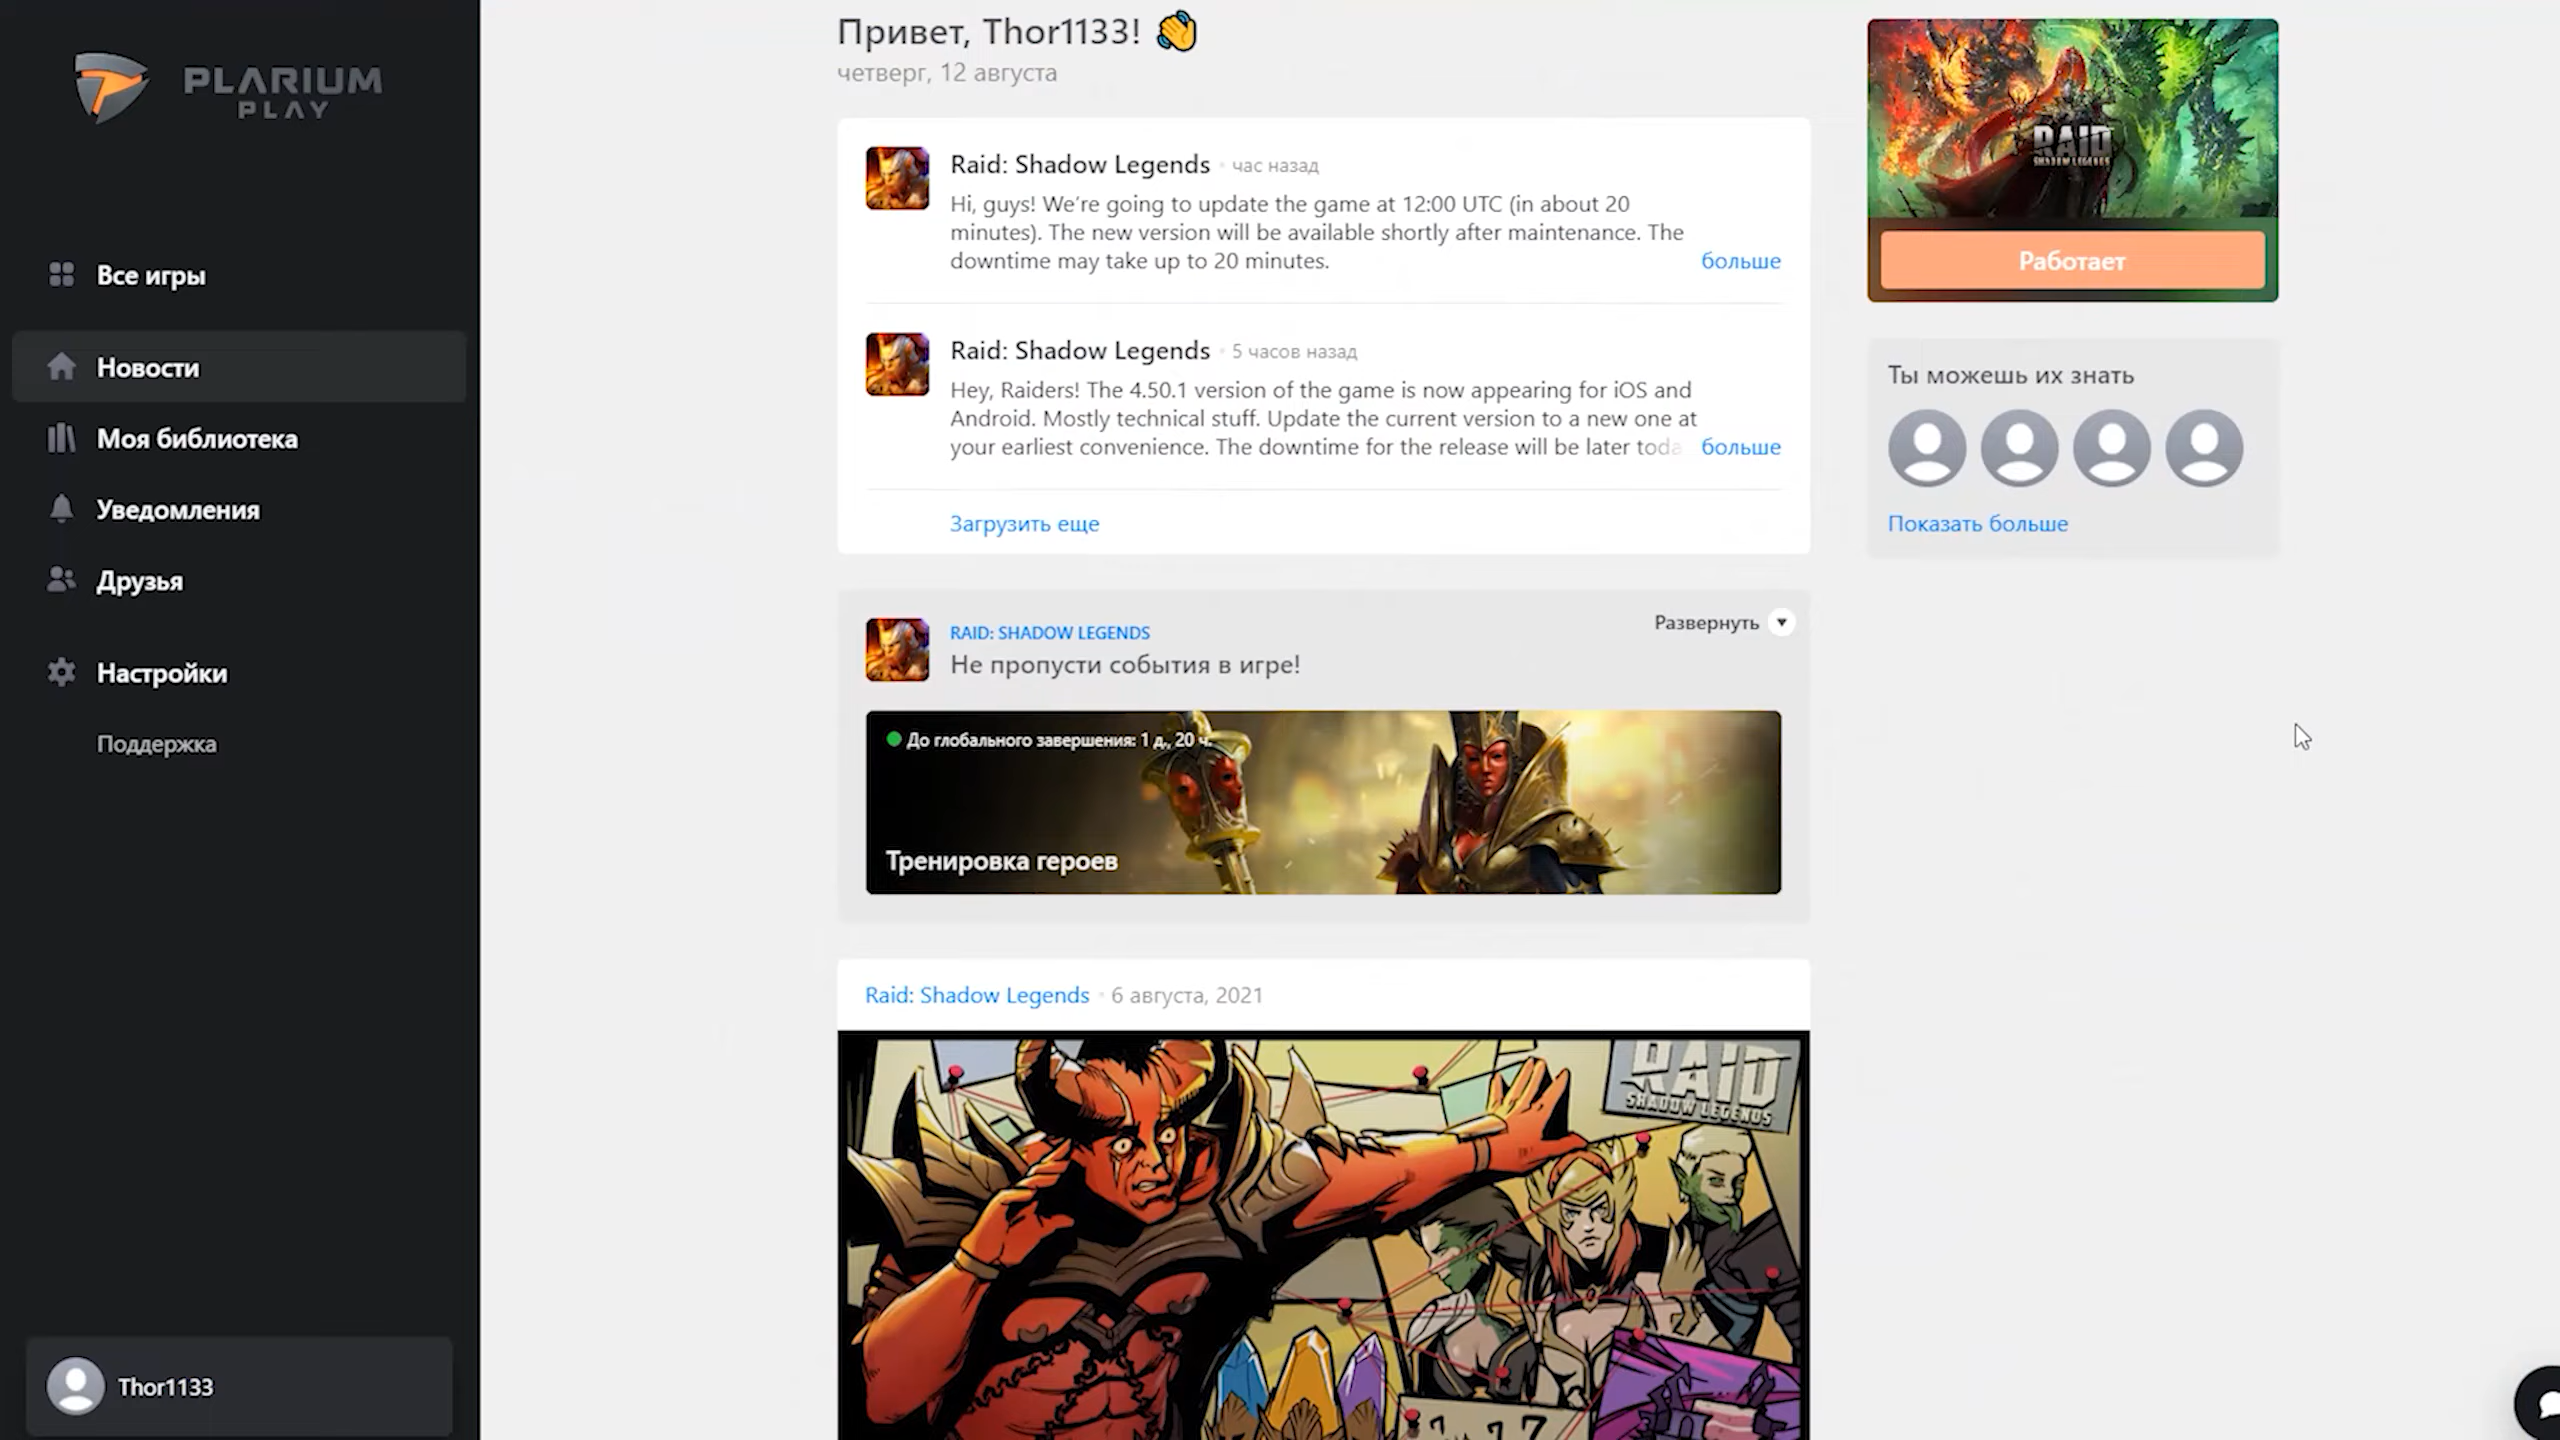 PLARIUM
PLAY
Все игры
Новости
Моя библиотека
Уведомления
Друзья
Настройки
Поддержка
Thor1133
Привет, Thor1133! 👋
четверг, 12 августа
Raid: Shadow Legends • час назад
Hi, guys! We’re going to update the game at 12:00 UTC (in about 20
minutes). The new version will be available shortly after maintenance. The
downtime may take up to 20 minutes.
больше
Raid: Shadow Legends • 5 часов назад
Hey, Raiders! The 4.50.1 version of the game is now appearing for iOS and
Android. Mostly technical stuff. Update the current version to a new one at
your earliest convenience. The downtime for the release will be later toda
больше
Загрузить еще
RAID: SHADOW LEGENDS
Не пропусти события в игре!
Развернуть
До глобального завершения: 1 д., 20 ч.
Тренировка героев
Raid: Shadow Legends • 6 августа, 2021
RAID
SHADOW LEGENDS
RAID
SHADOW LEGENDS
Работает
Ты можешь их знать
Показать больше